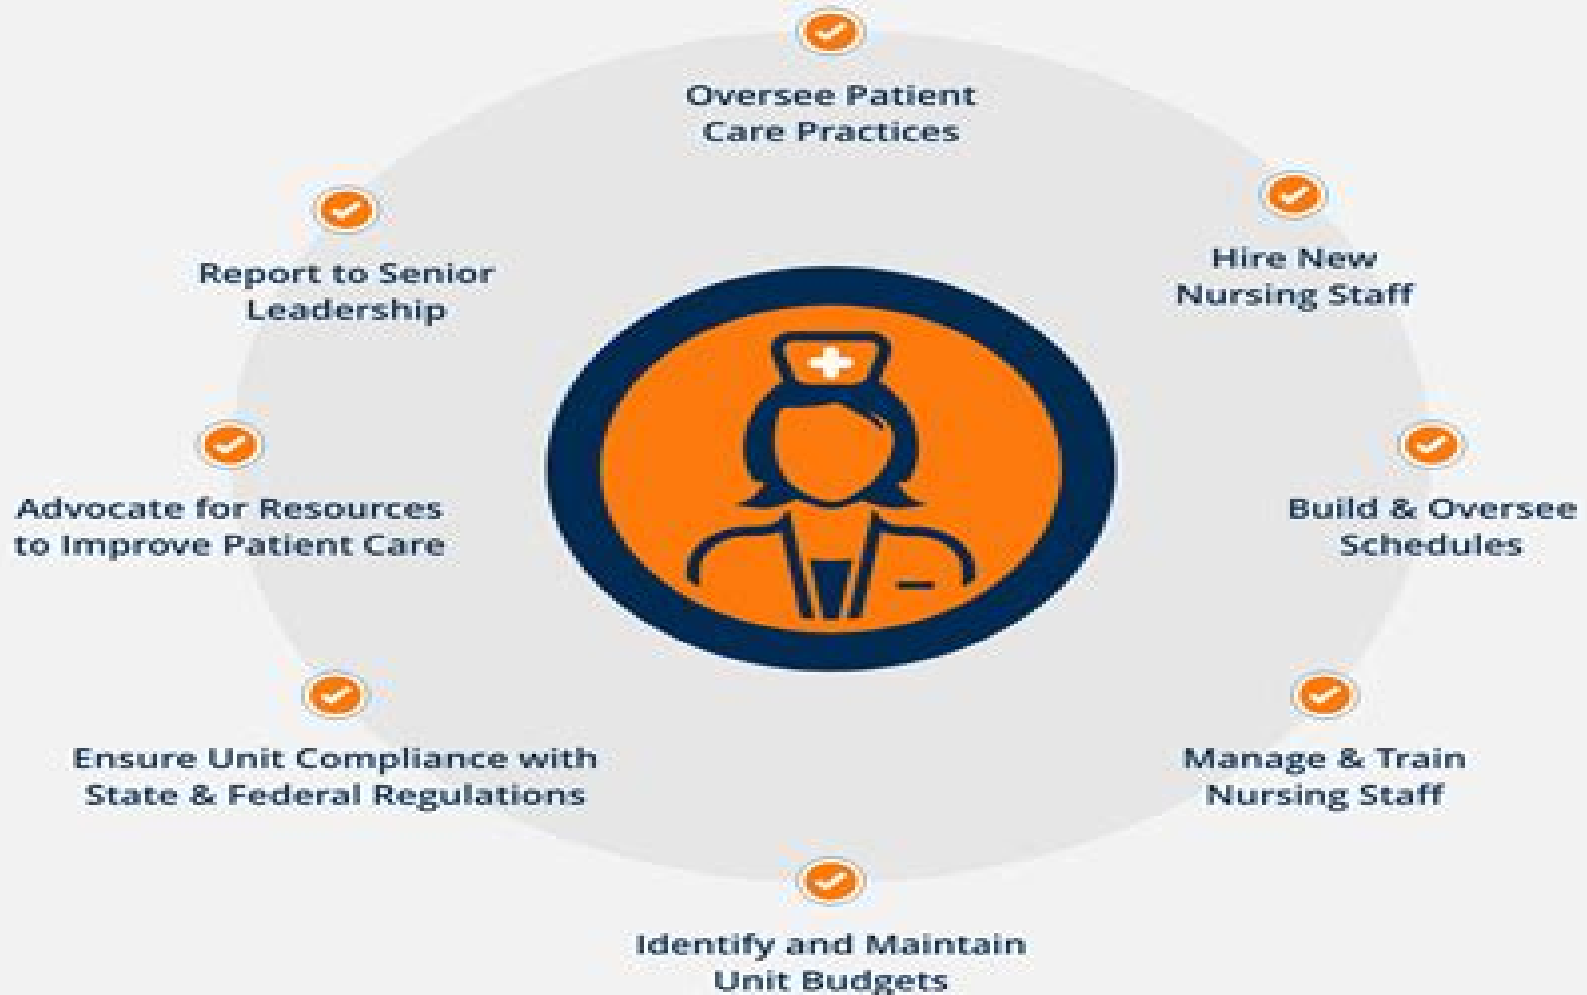 Oversee Patient
Care Practices
Hire New
Nursing Staff
Build & Oversee
Schedules
Manage & Train
Nursing Staff
Identify and Maintain
Unit Budgets
Ensure Unit Compliance with
State & Federal Regulations
Advocate for Resources
to Improve Patient Care
Report to Senior
Leadership